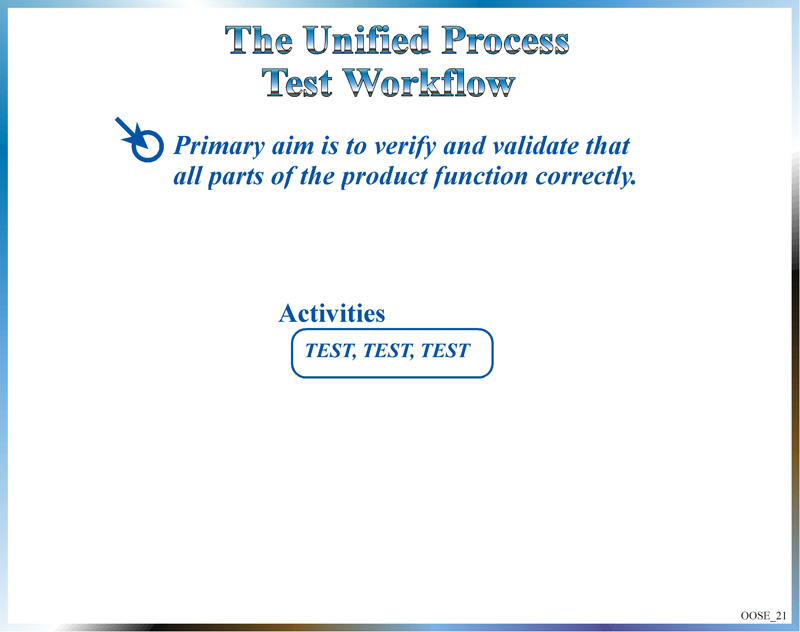 The Unified Process
Test Workflow
Primary aim is to verify and validate that
all parts of the product function correctly.
Activities
TEST, TEST, TEST
OOSE_21